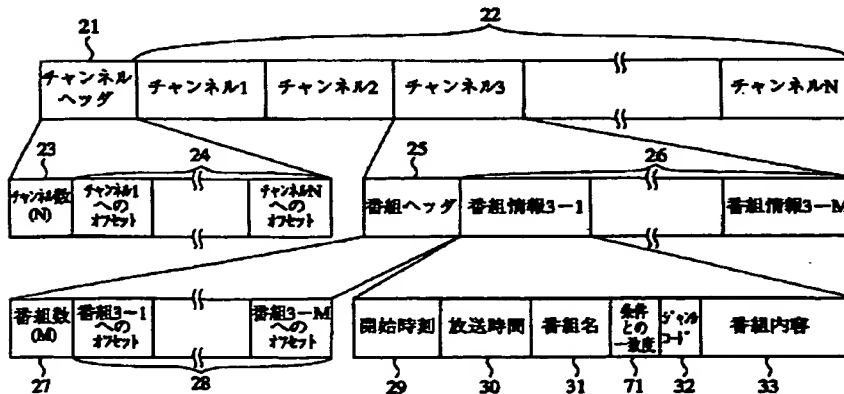 21
22
チャンネル
ヘッダ
チャンネル1
チャンネル2
チャンネル3
チャンネルN
23
24
25
26
チャンネル数
(N)
チャンネル1
への
オフセット
チャンネルN
への
オフセット
番組ヘッダ
番組情報3-1
番組情報3-M
番組数
(M)
番組3-1
への
オフセット
番組3-M
への
オフセット
開始時刻
放送時間
番組名
条件
との
一致度
ジャンル
コード
番組内容
27
28
29
30
31
71
32
33